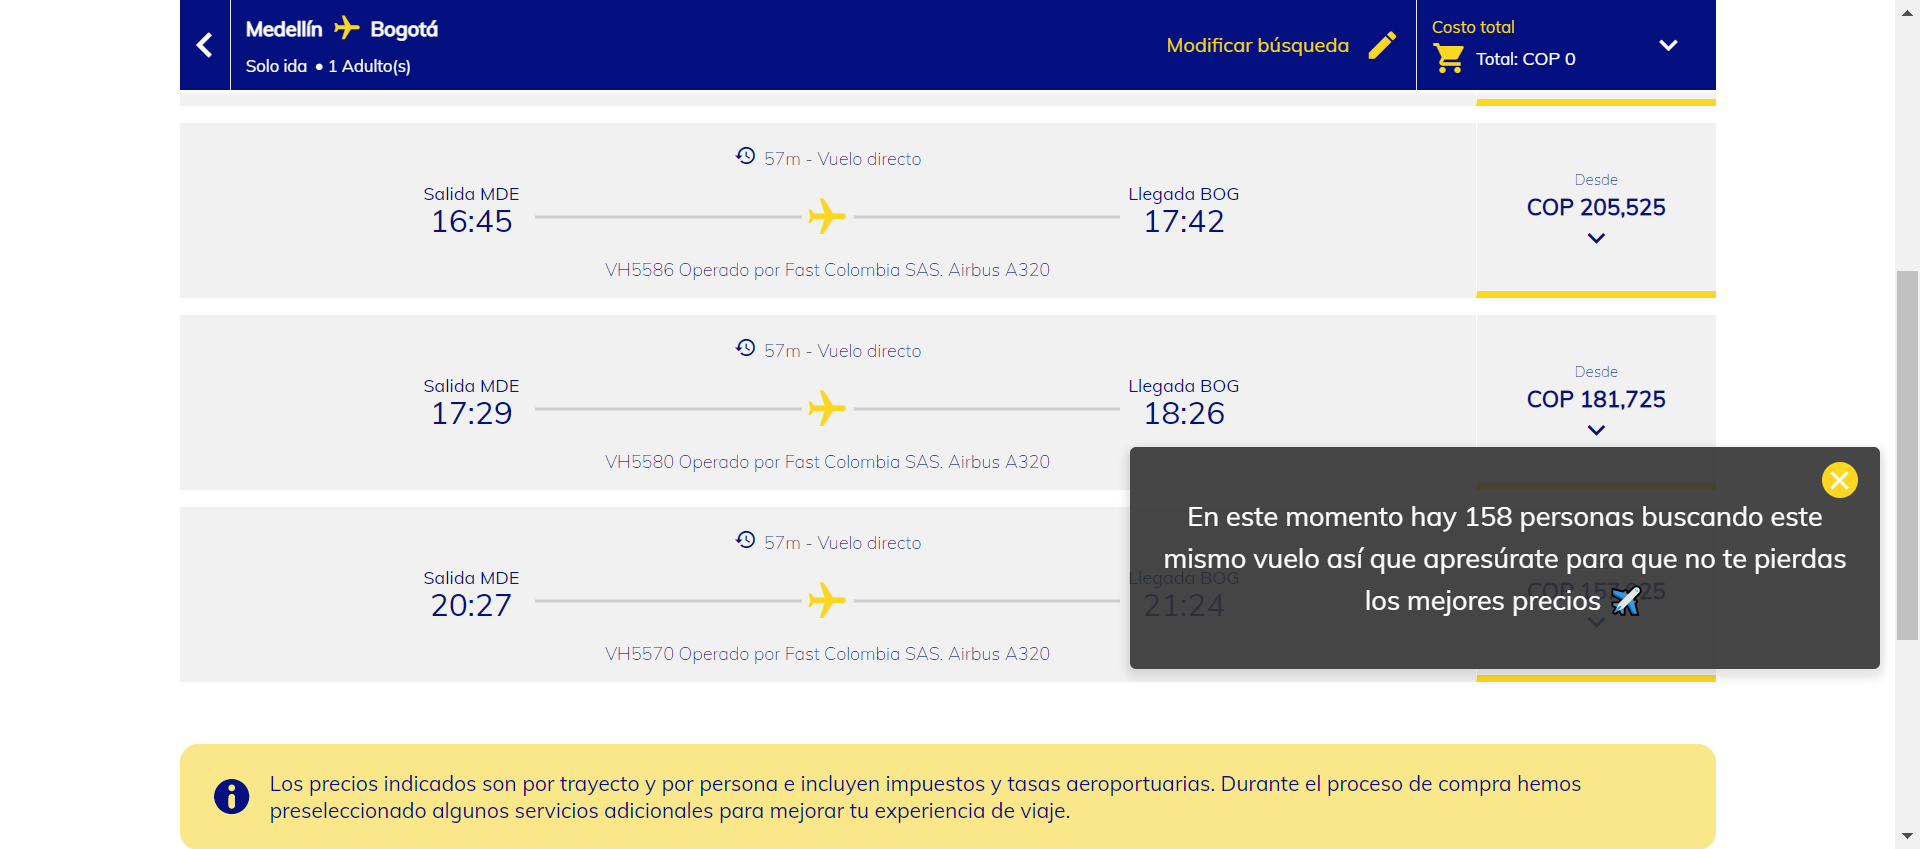 Medellín Bogotá
Solo ida • 1 Adulto(s)
Modificar búsqueda
Costo total
Total: COP 0
57m - Vuelo directo
Salida MDE
16:45
Llegada BOG
17:42
VH5586 Operado por Fast Colombia SAS. Airbus A320
Desde
COP 205,525
57m - Vuelo directo
Salida MDE
17:29
Llegada BOG
18:26
VH5580 Operado por Fast Colombia SAS. Airbus A320
Desde
COP 181,725
57m - Vuelo directo
Salida MDE
20:27
Llegada BOG
21:24
VH5570 Operado por Fast Colombia SAS. Airbus A320
COP
En este momento hay 158 personas buscando este
mismo vuelo así que apresúrate para que no te pierdas
los mejores precios ✈️
Los precios indicados son por trayecto y por persona e incluyen impuestos y tasas aeroportuarias. Durante el proceso de compra hemos
preseleccionado algunos servicios adicionales para mejorar tu experiencia de viaje.